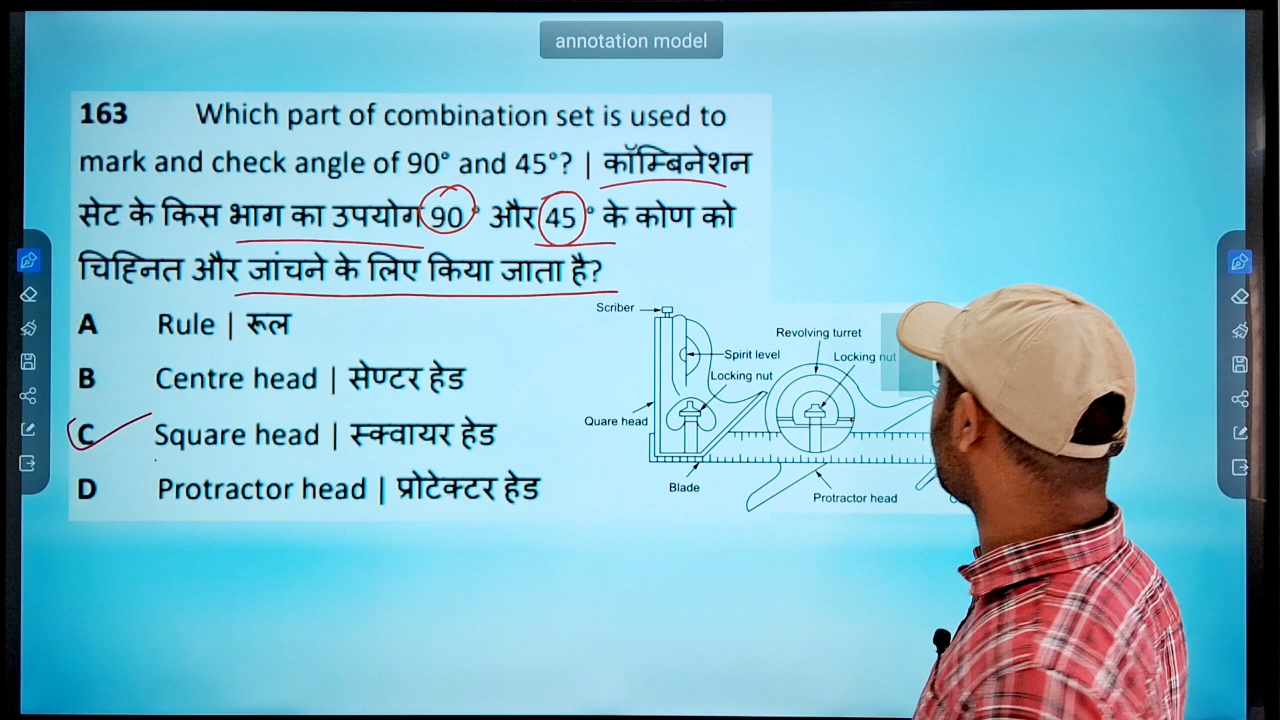 annotation model
163 Which part of combination set is used to
mark and check angle of 90° and 45°? | कॉम्बिनेशन
सेट के किस भाग का उपयोग 90° और 45° के कोण को
चिह्नित और जांचने के लिए किया जाता है?
A Rule | रूल
B Centre head | सेण्टर हेड
C Square head | स्क्वायर हेड
D Protractor head | प्रोटेक्टर हेड
Scriber
Revolving turret
Spirit level
Locking nut
Locking nut
Quare head
Blade
Protractor head